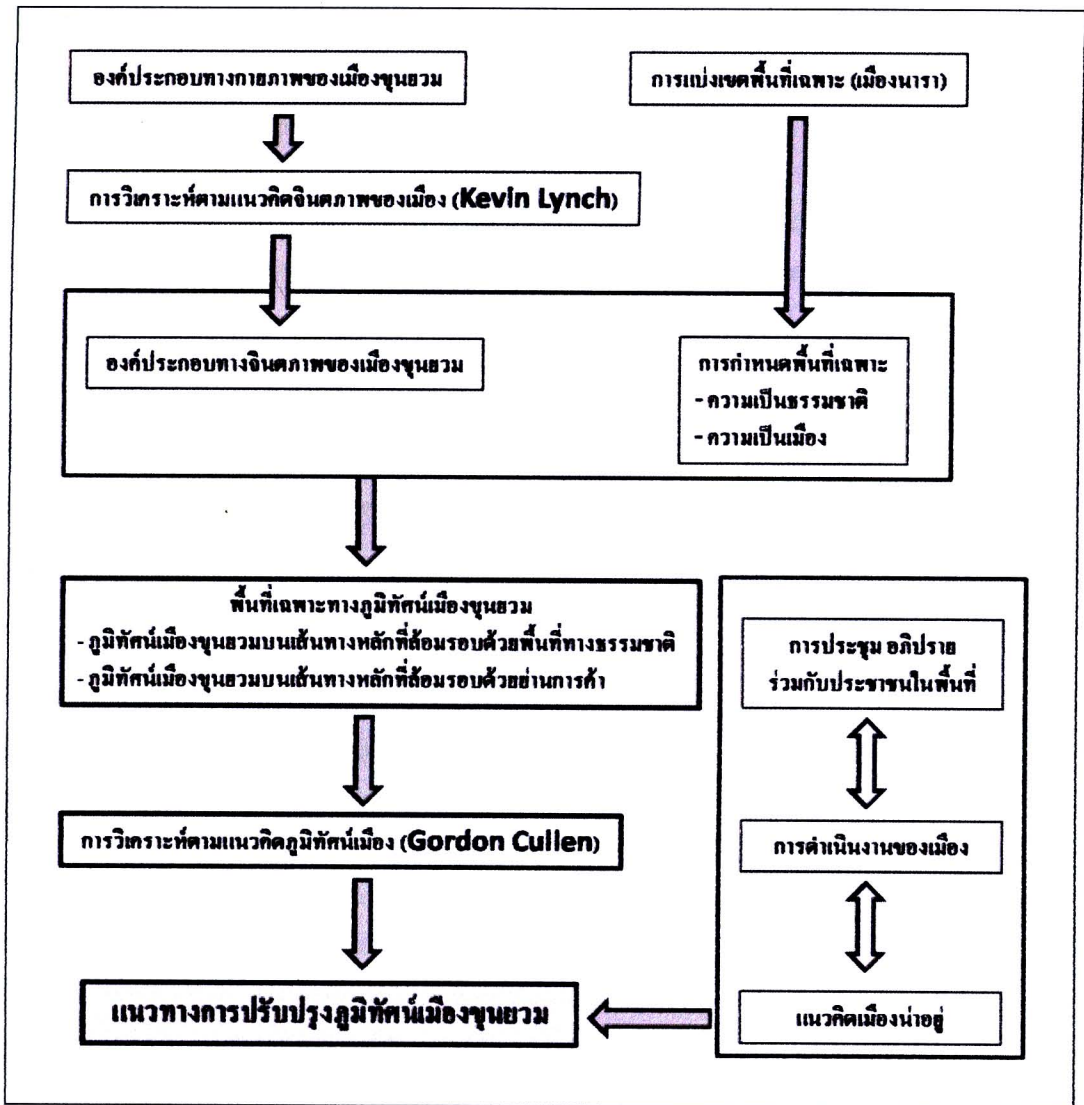 องค์ประกอบทางกายภาพของเมืองขุนยวม
การแบ่งเขตพื้นที่เฉพาะ (เมืองนารา)
การวิเคราะห์ตามแนวคิดจินตภาพของเมือง (Kevin Lynch)
องค์ประกอบทางจินตภาพของเมืองขุนยวม
การกำหนดพื้นที่เฉพาะ
- ความเป็นธรรมชาติ
- ความเป็นเมือง
พื้นที่เฉพาะทางภูมิทัศน์เมืองขุนยวม
- ภูมิทัศน์เมืองขุนยวมบนเส้นทางหลักที่ล้อมรอบด้วยพื้นที่ทางธรรมชาติ
- ภูมิทัศน์เมืองขุนยวมบนเส้นทางหลักที่ล้อมรอบด้วยย่านการค้า
การประชุม อภิปราย
ร่วมกับประชาชนในพื้นที่
การวิเคราะห์ตามแนวคิดภูมิทัศน์เมือง (Gordon Cullen)
การดำเนินงานของเมือง
แนวทางการปรับปรุงภูมิทัศน์เมืองขุนยวม
แนวคิดเมืองน่าอยู่